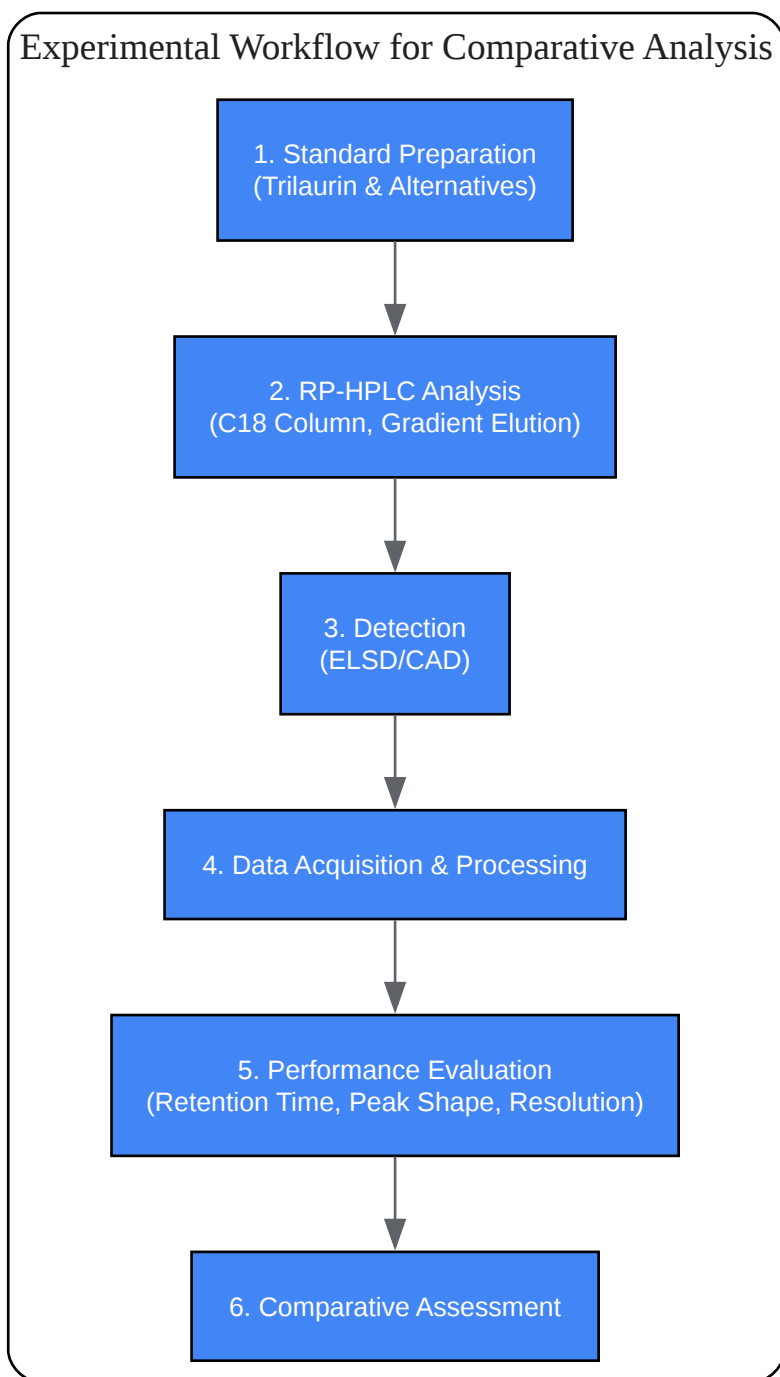 Experimental Workflow for Comparative Analysis
1. Standard Preparation
(Trilaurin & Alternatives)
2. RP-HPLC Analysis
(C18 Column, Gradient Elution)
3. Detection
(ELSD/CAD)
4. Data Acquisition & Processing
5. Performance Evaluation
(Retention Time, Peak Shape, Resolution)
6. Comparative Assessment